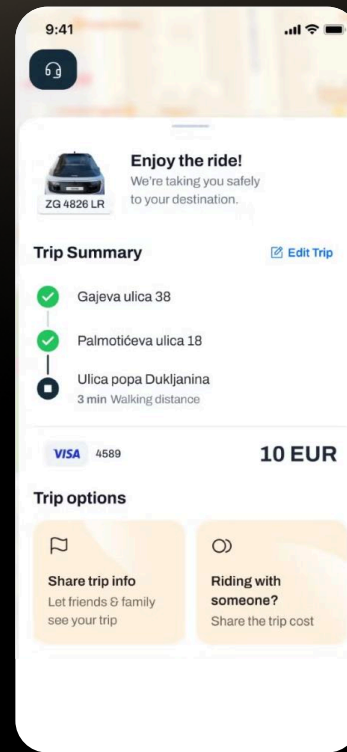 9:41
Enjoy the ride!
We're taking you safely
to your destination.
ZG 4826 LR
Trip Summary
Edit Trip
Gajeva ulica 38
Palmotićeva ulica 18
Ulica popa Dukljanina
3 min Walking distance
VISA 4589
10 EUR
Trip options
Share trip info
Let friends & family
see your trip
Riding with
someone?
Share the trip cost